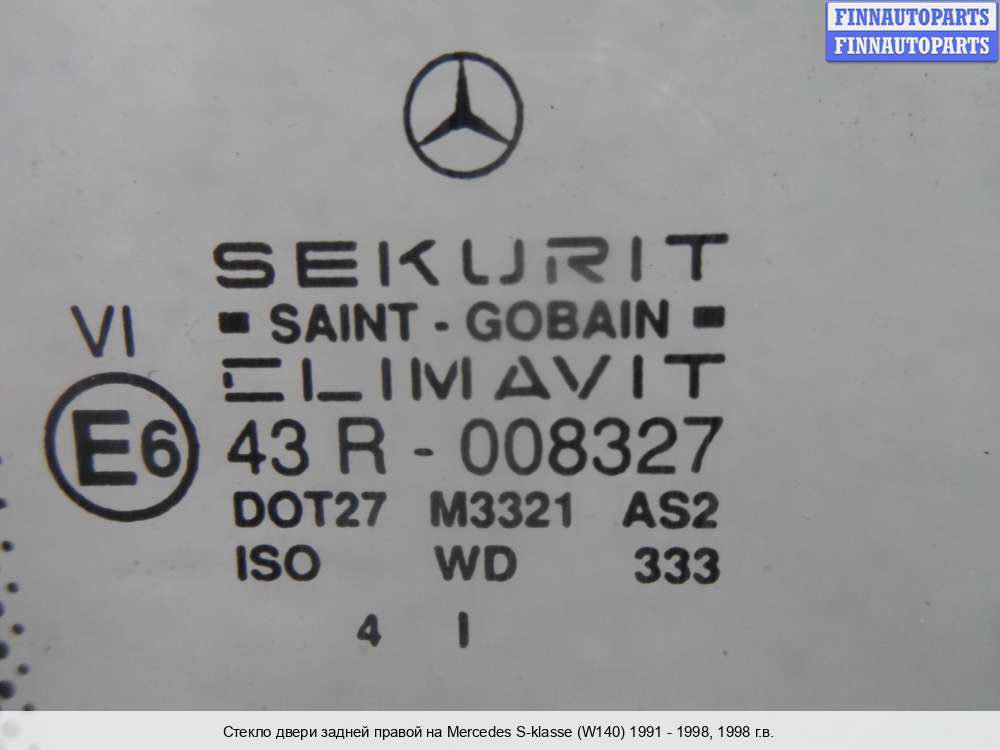 FINNAUTOPARTS
FINNAUTOPARTS
SEKURIT
SAINT - GOBAIN
CLIMAVIT
VI
E6 43 R - 008327
DOT27 M3321 AS2
ISO WD 333
4 I
Стекло двери задней правой на Mercedes S-klasse (W140) 1991 - 1998, 1998 г.в.